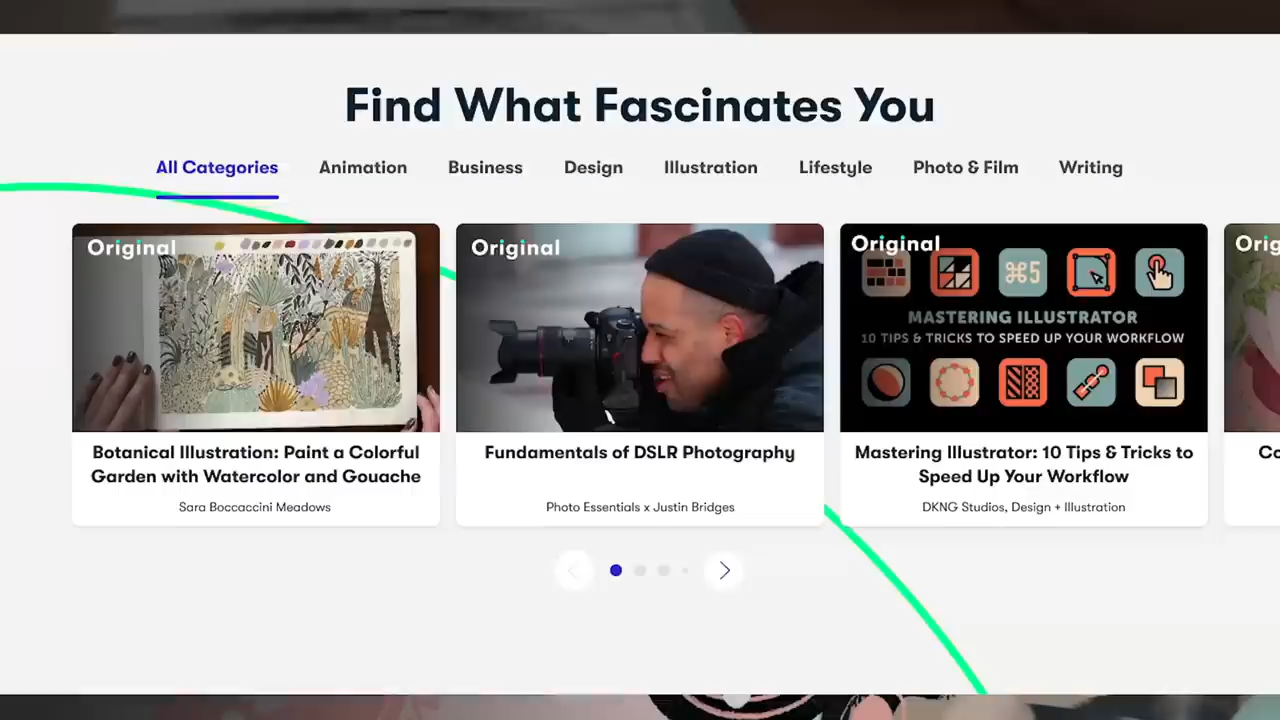 Find What Fascinates You
All Categories Animation Business Design Illustration Lifestyle Photo & Film Writing
Original
Original
Original
⌘5
MASTERING ILLUSTRATOR
10 TIPS & TRICKS TO SPEED UP YOUR WORKFLOW
Botanical Illustration: Paint a Colorful
Garden with Watercolor and Gouache
Sara Boccaccini Meadows
Fundamentals of DSLR Photography
Photo Essentials x Justin Bridges
Mastering Illustrator: 10 Tips & Tricks to
Speed Up Your Workflow
DKNG Studios, Design + Illustration